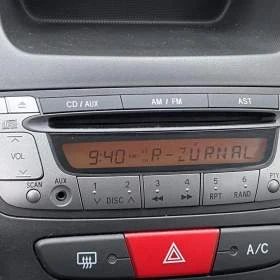 CD / AUX AM / FM AST
9:40 R-ZÚRNAL
VOL
PTY
SCAN AUX 1 2 3 4 5 6
DISC RPT RAND
A/C